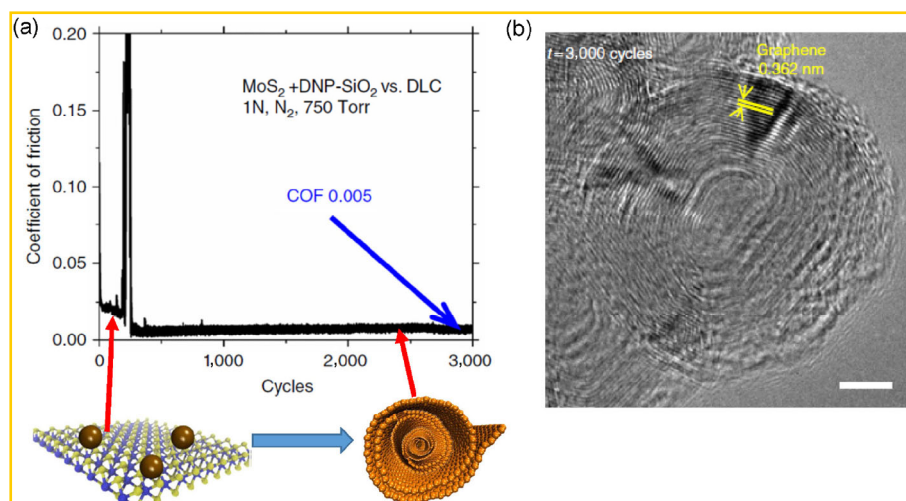 (a)
0.20
0.15
0.10
0.05
0.00
Coefficient of friction
MoS₂ +DNP-SiO₂ vs. DLC
1N, N₂, 750 Torr
COF 0.005
0
1,000
2,000
3,000
Cycles
(b)
t=3,000 cycles
Graphene
0.362 nm